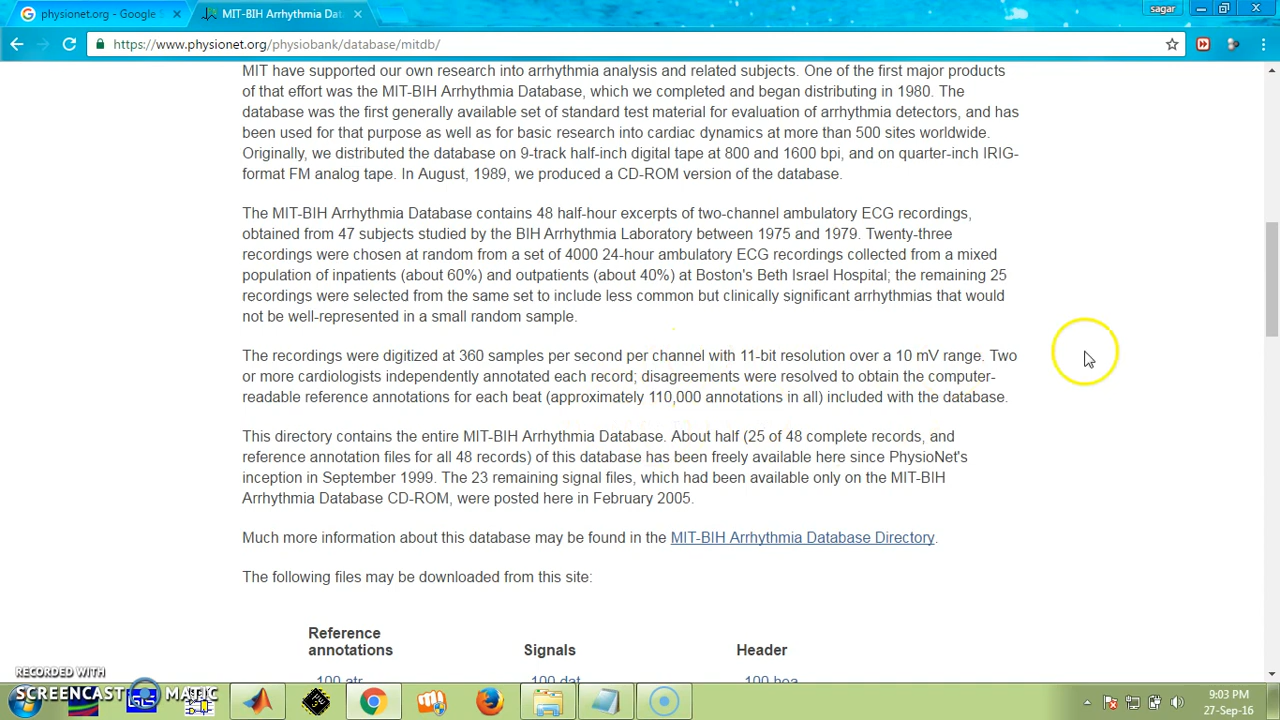 physionet.org - Google
MIT-BIH Arrhythmia Dat
sagar
https://www.physionet.org/physiobank/database/mitdb/
MIT have supported our own research into arrhythmia analysis and related subjects. One of the first major products
of that effort was the MIT-BIH Arrhythmia Database, which we completed and began distributing in 1980. The
database was the first generally available set of standard test material for evaluation of arrhythmia detectors, and has
been used for that purpose as well as for basic research into cardiac dynamics at more than 500 sites worldwide.
Originally, we distributed the database on 9-track half-inch digital tape at 800 and 1600 bpi, and on quarter-inch IRIG-
format FM analog tape. In August, 1989, we produced a CD-ROM version of the database.
The MIT-BIH Arrhythmia Database contains 48 half-hour excerpts of two-channel ambulatory ECG recordings,
obtained from 47 subjects studied by the BIH Arrhythmia Laboratory between 1975 and 1979. Twenty-three
recordings were chosen at random from a set of 4000 24-hour ambulatory ECG recordings collected from a mixed
population of inpatients (about 60%) and outpatients (about 40%) at Boston's Beth Israel Hospital; the remaining 25
recordings were selected from the same set to include less common but clinically significant arrhythmias that would
not be well-represented in a small random sample.
The recordings were digitized at 360 samples per second per channel with 11-bit resolution over a 10 mV range. Two
or more cardiologists independently annotated each record; disagreements were resolved to obtain the computer-
readable reference annotations for each beat (approximately 110,000 annotations in all) included with the database.
This directory contains the entire MIT-BIH Arrhythmia Database. About half (25 of 48 complete records, and
reference annotation files for all 48 records) of this database has been freely available here since PhysioNet's
inception in September 1999. The 23 remaining signal files, which had been available only on the MIT-BIH
Arrhythmia Database CD-ROM, were posted here in February 2005.
Much more information about this database may be found in the MIT-BIH Arrhythmia Database Directory.
The following files may be downloaded from this site:
Reference
annotations
Signals
Header
100.atr
100.dat
100.hea
RECORDED WITH
SCREENCAST MATIC
9:03 PM
27-Sep-16